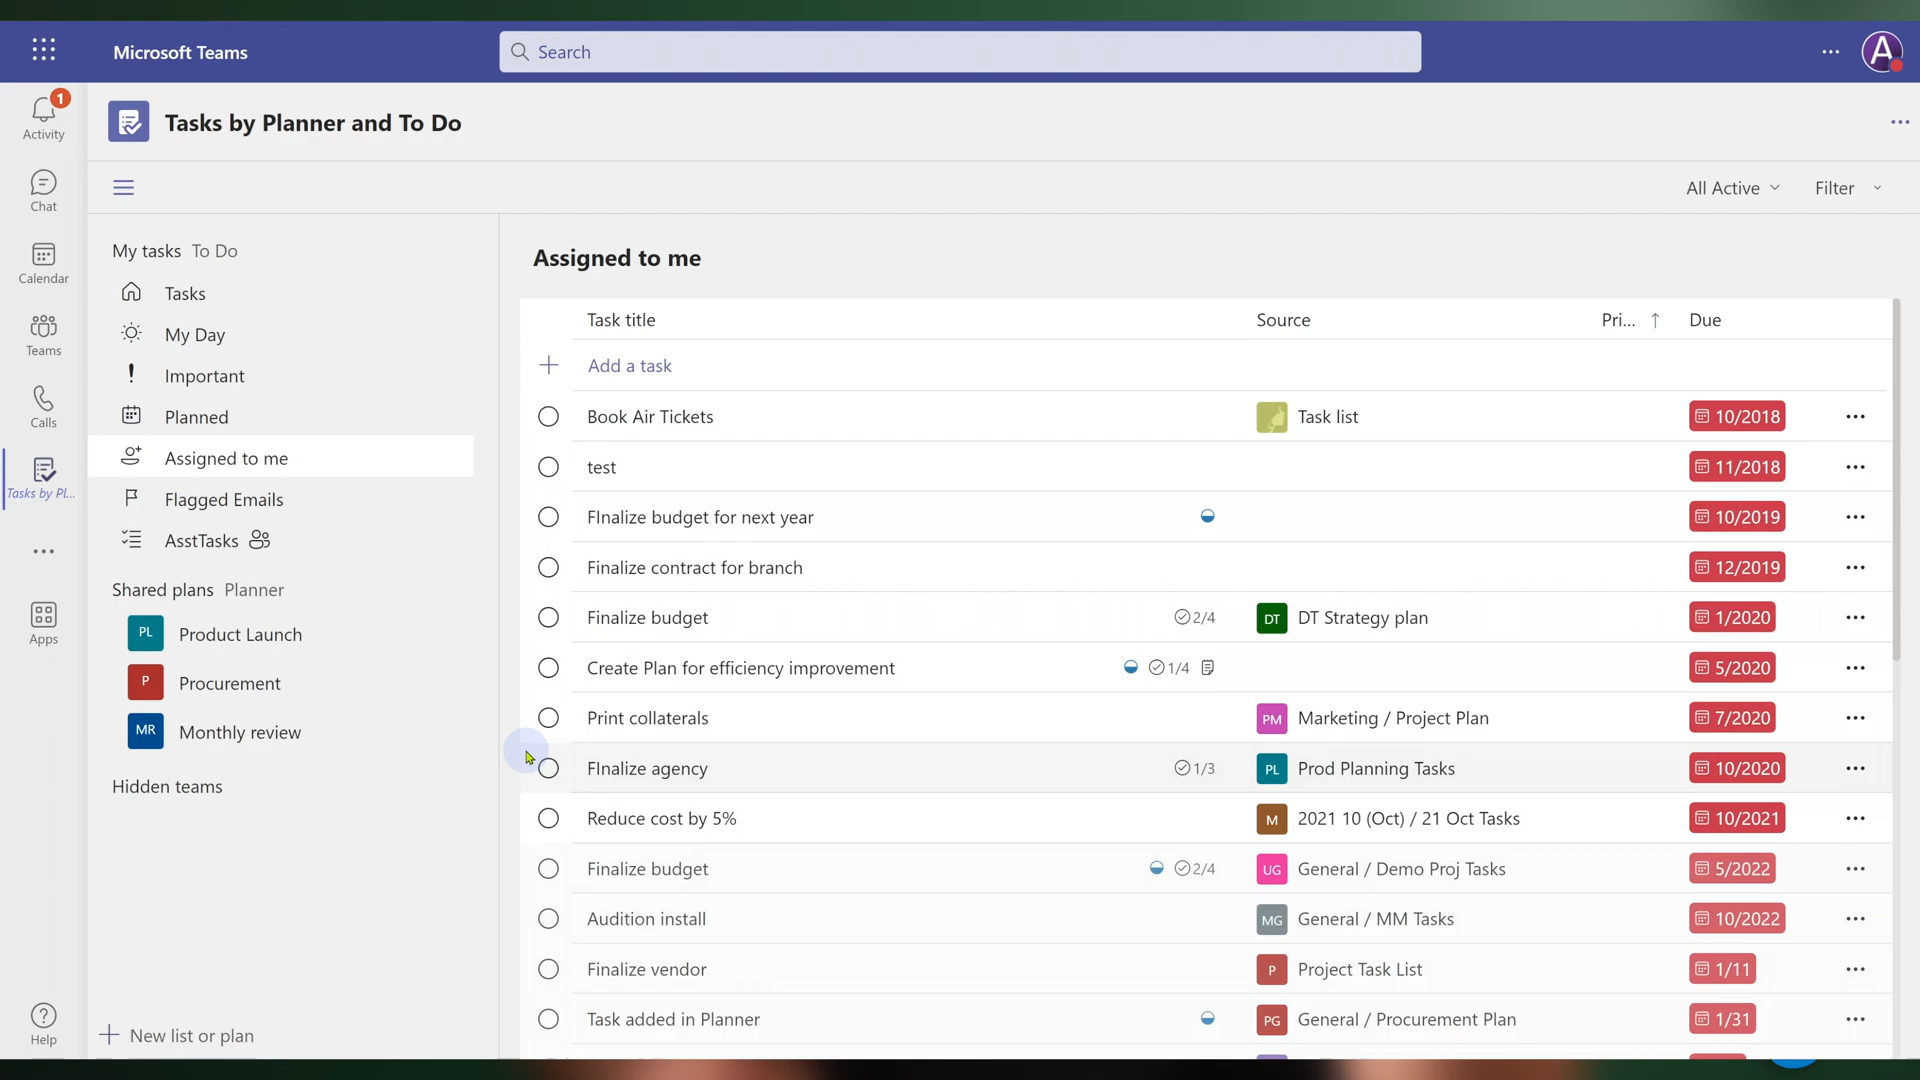 Microsoft Teams
Search
A
1
Activity
Chat
Calendar
Teams
Calls
Tasks by Pl...
Apps
Help
Tasks by Planner and To Do
All Active
Filter
My tasks To Do
Tasks
My Day
Important
Planned
Assigned to me
Flagged Emails
AsstTasks
Shared plans Planner
PL Product Launch
P Procurement
MR Monthly review
Hidden teams
New list or plan
Assigned to me
Task title Source Pri... ↑ Due
Add a task
Book Air Tickets Task list 10/2018
test 11/2018
FInalize budget for next year 10/2019
Finalize contract for branch 12/2019
Finalize budget 2/4 DT DT Strategy plan 1/2020
Create Plan for efficiency improvement 1/4 5/2020
Print collaterals PM Marketing / Project Plan 7/2020
FInalize agency 1/3 PL Prod Planning Tasks 10/2020
Reduce cost by 5% M 2021 10 (Oct) / 21 Oct Tasks 10/2021
Finalize budget 2/4 UG General / Demo Proj Tasks 5/2022
Audition install MG General / MM Tasks 10/2022
Finalize vendor P Project Task List 1/11
Task added in Planner PG General / Procurement Plan 1/31